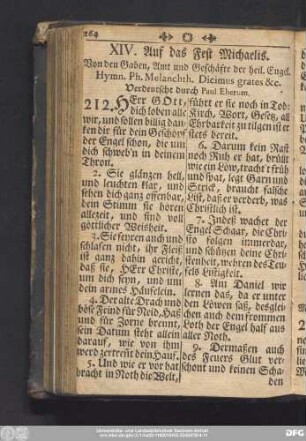 264
XIV. Auf das Fest Michaelis.
Von den Gaben, Amt und Geschäfte der heil. Engel.
Hymn. Ph. Melanchth. Dicimus grates &c.
Verdeutscht durch Paul Eberum.
212. HErr GOtt,
dich loben alle
wir, und sollen billig dan-
ken dir für dein Geschöpf
der Engel schon, die um
dich schweb'n in deinem
Thron.
2. Sie glänzen hell,
und leuchten klar, und
sehen dich ganz offenbar,
dein Stimm sie hören
allezeit, und sind voll
göttlicher Weisheit.
3. Sie feyren auch und
schlafen nicht, ihr Fleiß
ist ganz dahin gericht,
daß sie, HErr Christe,
um dich seyn, und um
dein armes Häufelein.
4. Der alte Drach und
böse Feind für Neid, Haß
und für Zorne brennt,
sein Datum steht allein
darauf, wie von ihm
werd zertrennt dein Hauf.
5. Und wie er vor hat
bracht in Noth die Welt,
führt er sie noch in Tod:
Kirch, Wort, Gesetz, all
Ehrbarkeit zu tilgen ist er
stets bereit.
6. Darum kein Rast
noch Ruh er hat, brüllt
wie ein Löw, tracht't früh
und spat, legt Garn und
Strick, braucht falsche
List, daß er verderb, was
Christlich ist.
7. Indeß wachet der
Engel Schaar, die Chri-
sto folgen immerdar,
und schützen deine Chri-
stenheit, wehren des Teu-
fels Listigkeit.
8. Am Daniel wir
lernen das, da er unter
den Löwen saß, desglei-
chen auch dem frommen
Loth der Engel half aus
aller Noth.
9. Dermaßen auch
des Feuers Glut ver-
schont und keinen Scha-
den